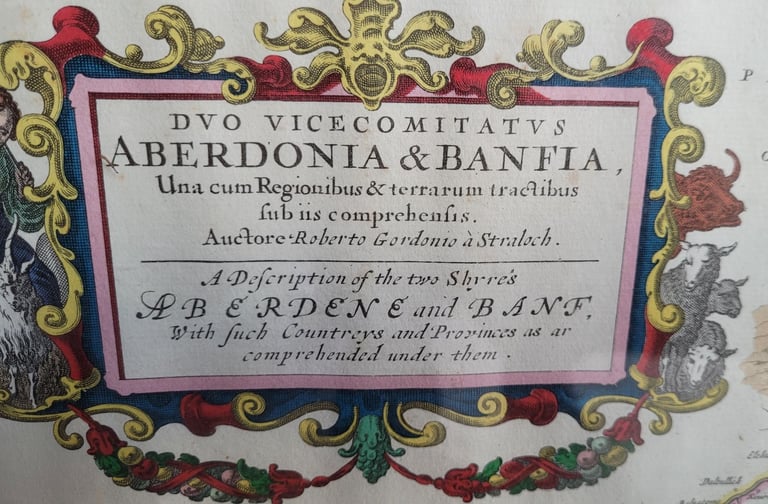 DVO VICECOMITATVS
ABERDONIA & BANFIA,
Una cum Regionibus & terrarum tractibus
sub iis comprehensis.
Auctore Roberto Gordonio à Straloch.
A Description of the two Shyres
ABERDENE and BANF,
With such Countreys and Provinces as ar
comprehended under them.
P